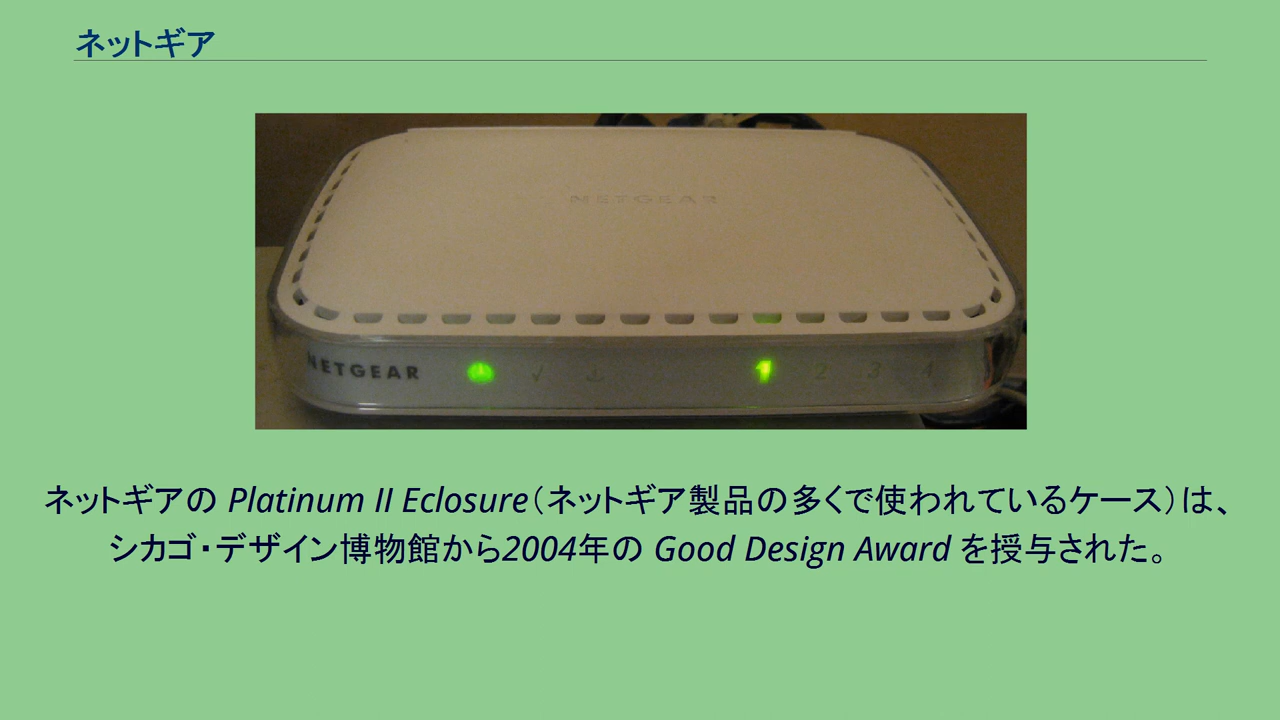 ネットギア
NETGEAR
NETGEAR 1 2 3 4
ネットギアの Platinum II Eclosure（ネットギア製品の多くで使われているケース）は、
シカゴ・デザイン博物館から2004年の Good Design Award を授与された。